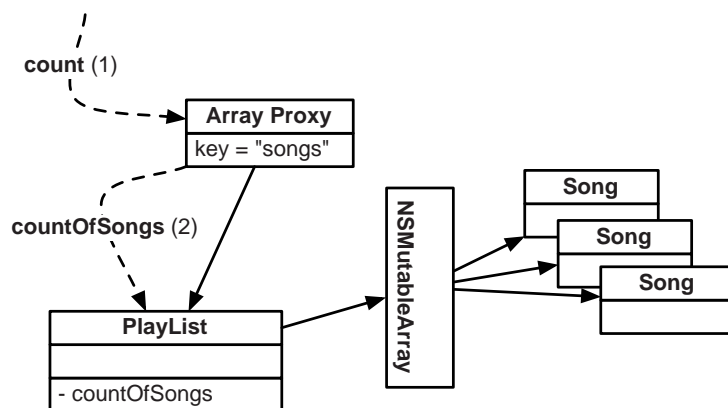 count (1)
Array Proxy
key = "songs"
countOfSongs (2)
PlayList
- countOfSongs
NSMutableArray
Song
Song
Song